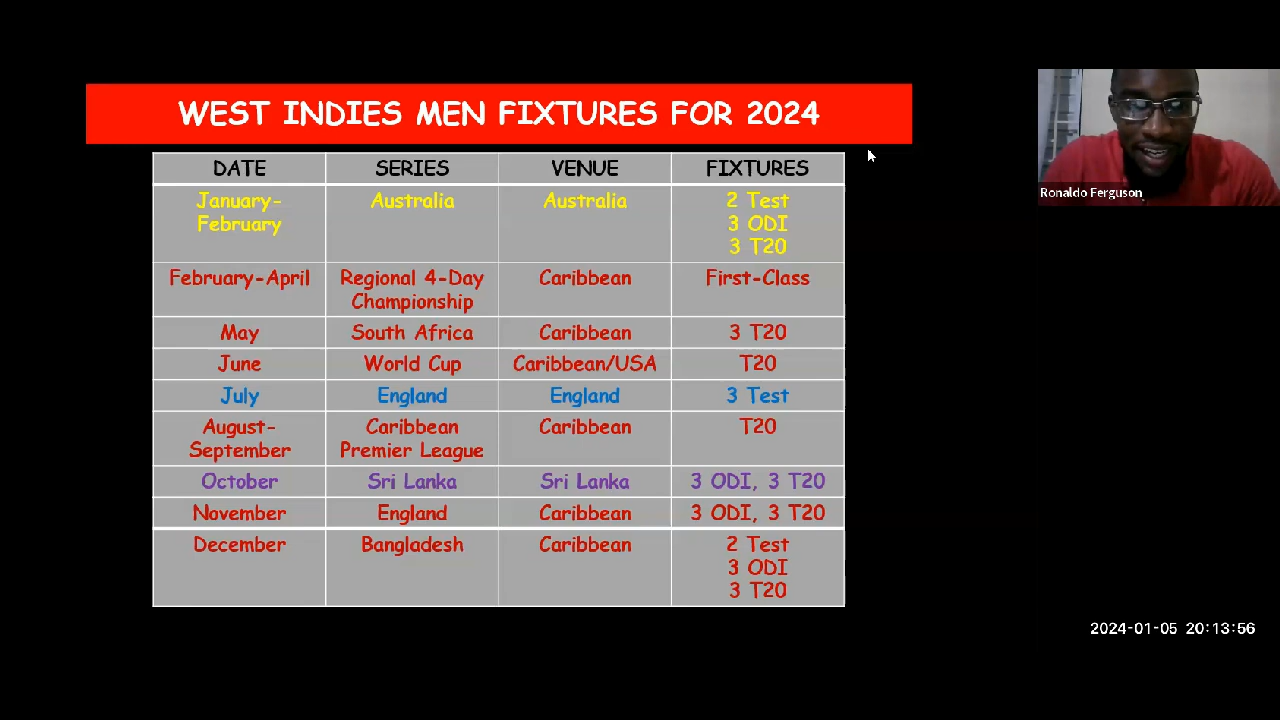 WEST INDIES MEN FIXTURES FOR 2024
DATE SERIES VENUE FIXTURES
January-
February
Australia
Australia
2 Test
3 ODI
3 T20
February-April
Regional 4-Day
Championship
Caribbean
First-Class
May South Africa Caribbean 3 T20
June World Cup Caribbean/USA T20
July England England 3 Test
August-
September
Caribbean
Premier League
Caribbean
T20
October Sri Lanka Sri Lanka 3 ODI, 3 T20
November England Caribbean 3 ODI, 3 T20
December Bangladesh Caribbean 2 Test
3 ODI
3 T20
Ronaldo Ferguson
2024-01-05 20:13:56